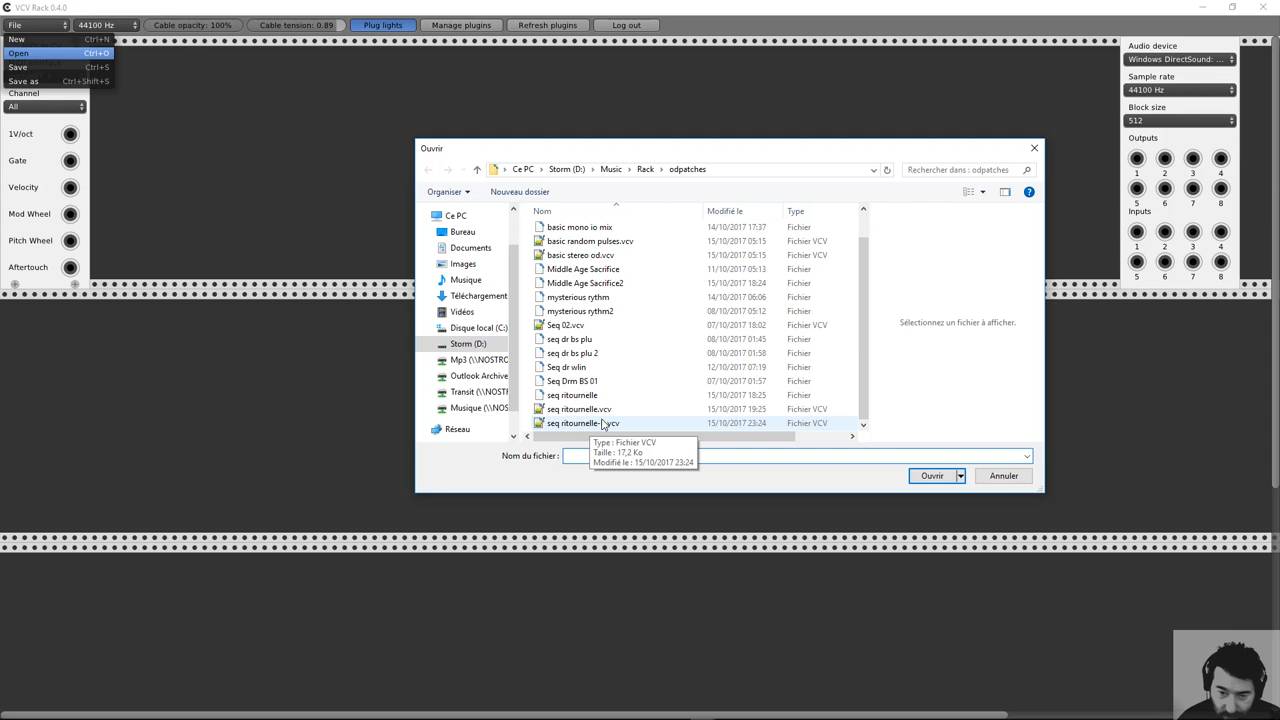 VCV Rack 0.4.0
File 44100 Hz Cable opacity: 100% Cable tension: 0.89 Plug lights Manage plugins Refresh plugins Log out
New Ctrl+N
Open Ctrl+O
Save Ctrl+S
Save as Ctrl+Shift+S
Channel
All
1V/oct
Gate
Velocity
Mod Wheel
Pitch Wheel
Aftertouch
Ouvrir
Ce PC Storm (D:) Music Rack odpatches
Rechercher dans : odpatches
Organiser Nouveau dossier
Ce PC
Bureau
Documents
Images
Musique
Téléchargement
Vidéos
Disque local (C:)
Storm (D:)
Mp3 (\\NOSTRO
Outlook Archive
Transit (\\NOSTI
Musique (\\NOS
Réseau
Nom Modifié le Type
basic mono io mix 14/10/2017 17:37 Fichier
basic random pulses.vcv 15/10/2017 05:15 Fichier VCV
basic stereo od.vcv 15/10/2017 05:15 Fichier VCV
Middle Age Sacrifice 11/10/2017 05:13 Fichier
Middle Age Sacrifice2 15/10/2017 18:24 Fichier
mysterious rythm 14/10/2017 06:06 Fichier
mysterious rythm2 08/10/2017 05:12 Fichier
Seq 02.vcv 07/10/2017 18:02 Fichier VCV
seq dr bs plu 08/10/2017 01:45 Fichier
seq dr bs plu 2 08/10/2017 01:58 Fichier
Seq dr wlin 12/10/2017 07:19 Fichier
Seq Drm BS 01 07/10/2017 01:57 Fichier
seq ritournelle 15/10/2017 18:25 Fichier
seq ritournelle.vcv 15/10/2017 19:25 Fichier VCV
seq ritournelle- vcv 15/10/2017 23:24 Fichier VCV
Type : Fichier VCV
Taille : 17,2 Ko
Modifié le : 15/10/2017 23:24
Sélectionnez un fichier à afficher.
Nom du fichier :
Ouvrir Annuler
Audio device
Windows DirectSound: ...
Sample rate
44100 Hz
Block size
512
Outputs
1 2 3 4
5 6 7 8
Inputs
1 2 3 4
5 6 7 8